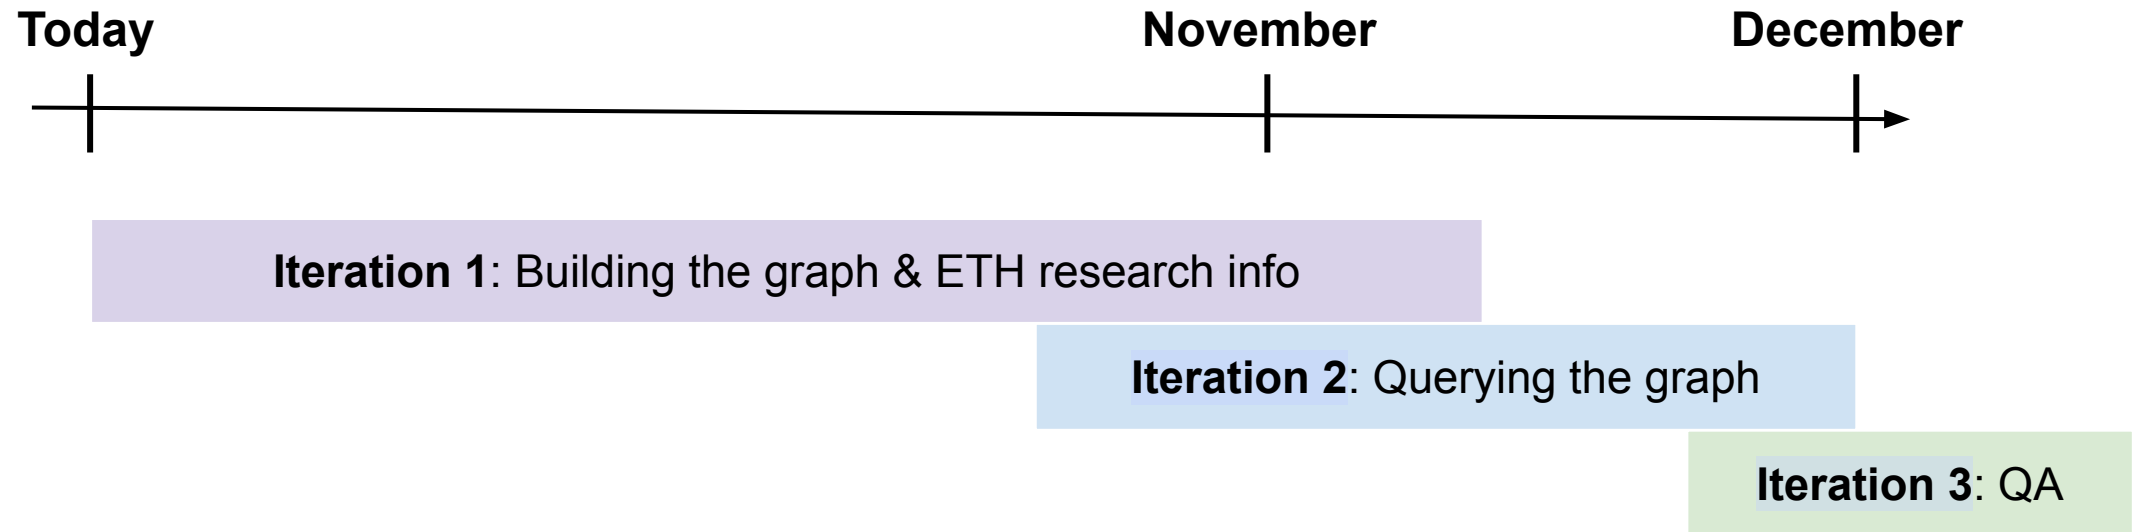 Today
November
December
Iteration 1: Building the graph & ETH research info
Iteration 2: Querying the graph
Iteration 3: QA